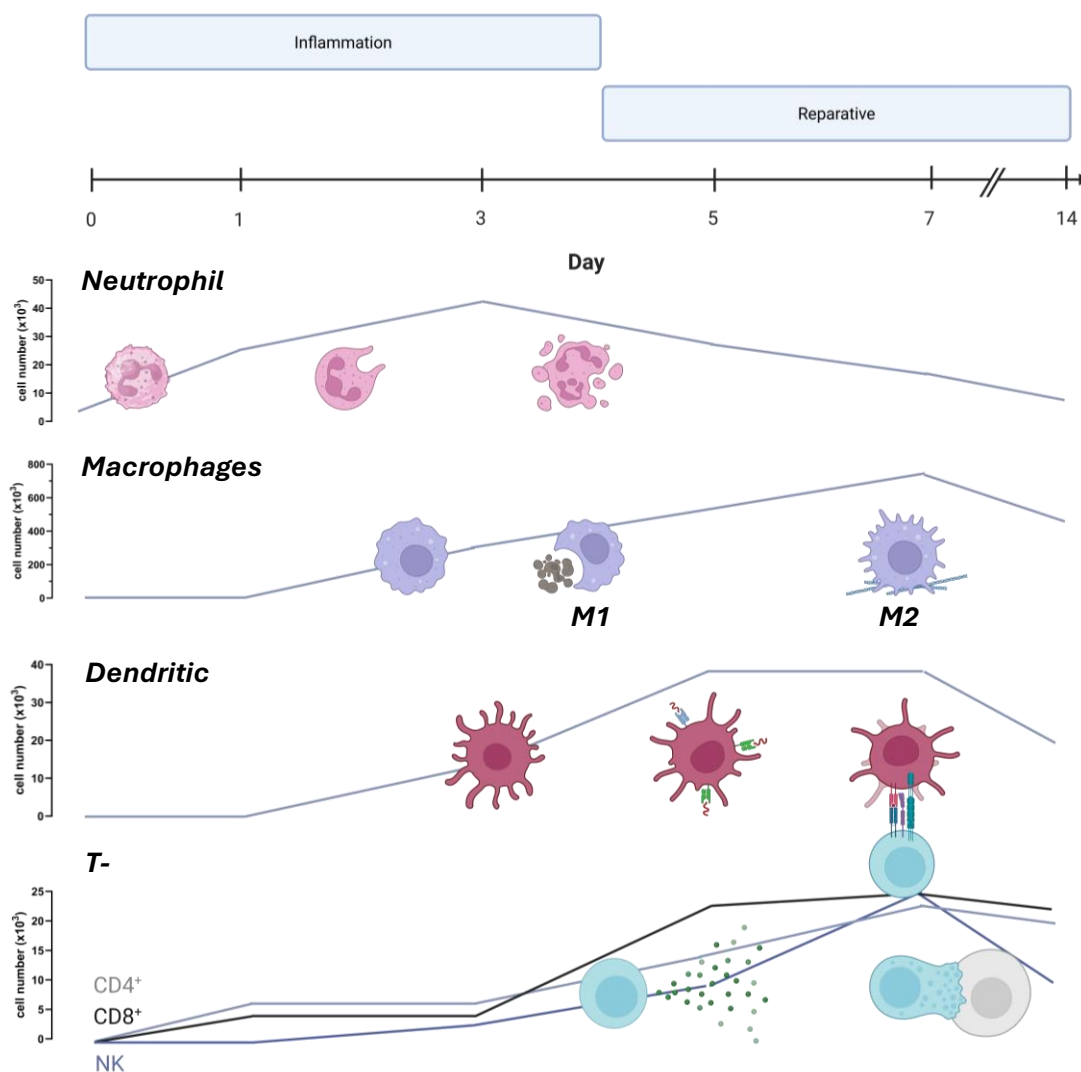 Inflammation
Reparative
0 1 3 5 7 14
Day
Neutrophil
cell number (x10³)
50
40
30
20
10
0
Macrophages
cell number (x10³)
800
600
400
200
0
M1 M2
Dendritic
cell number (x10³)
40
30
20
10
0
T-
cell number (x10³)
25
20
15
10
5
0
CD4⁺
CD8⁺
NK